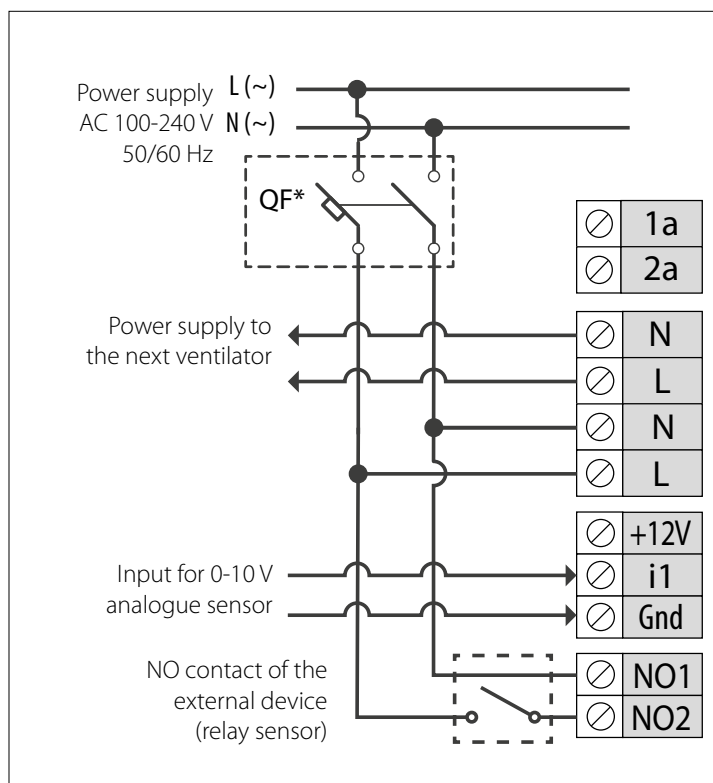 Power supply L (~)
AC 100-240 V N (~)
50/60 Hz
QF*
1a
2a
Power supply to
the next ventilator
N
L
N
L
+12V
Input for 0-10 V
analogue sensor
i1
Gnd
NO contact of the
external device
(relay sensor)
NO1
NO2